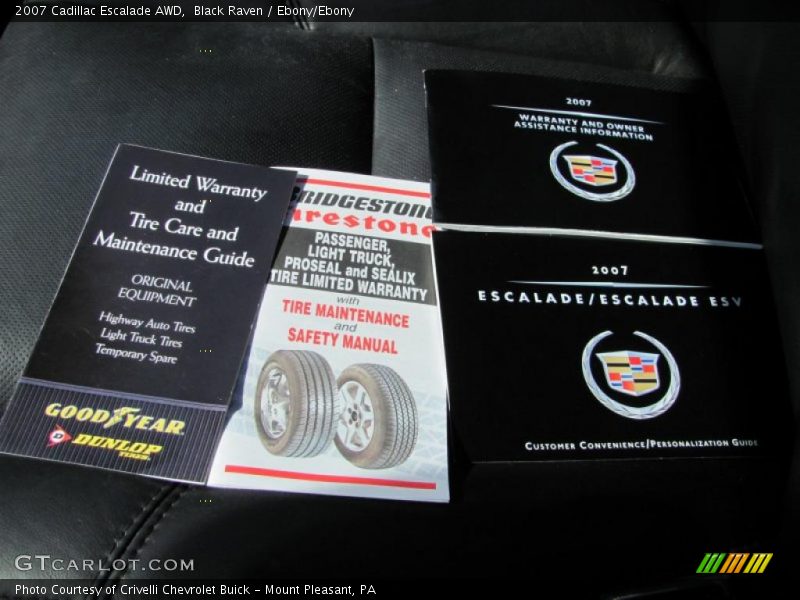 2007 Cadillac Escalade AWD, Black Raven / Ebony/Ebony
Limited Warranty
and
Tire Care and
Maintenance Guide
ORIGINAL
EQUIPMENT
Highway Auto Tires
Light Truck Tires
Temporary Spare
GOODYEAR
D DUNLOP
TIRES
BRIDGESTONE
Firestone
PASSENGER,
LIGHT TRUCK,
PROSEAL and SEALIX
TIRE LIMITED WARRANTY
with
TIRE MAINTENANCE
and
SAFETY MANUAL
2007
WARRANTY AND OWNER
ASSISTANCE INFORMATION
2007
ESCALADE/ESCALADE ESV
CUSTOMER CONVENIENCE/PERSONALIZATION GUIDE
GTCARLOT.COM
Photo Courtesy of Crivelli Chevrolet Buick - Mount Pleasant, PA